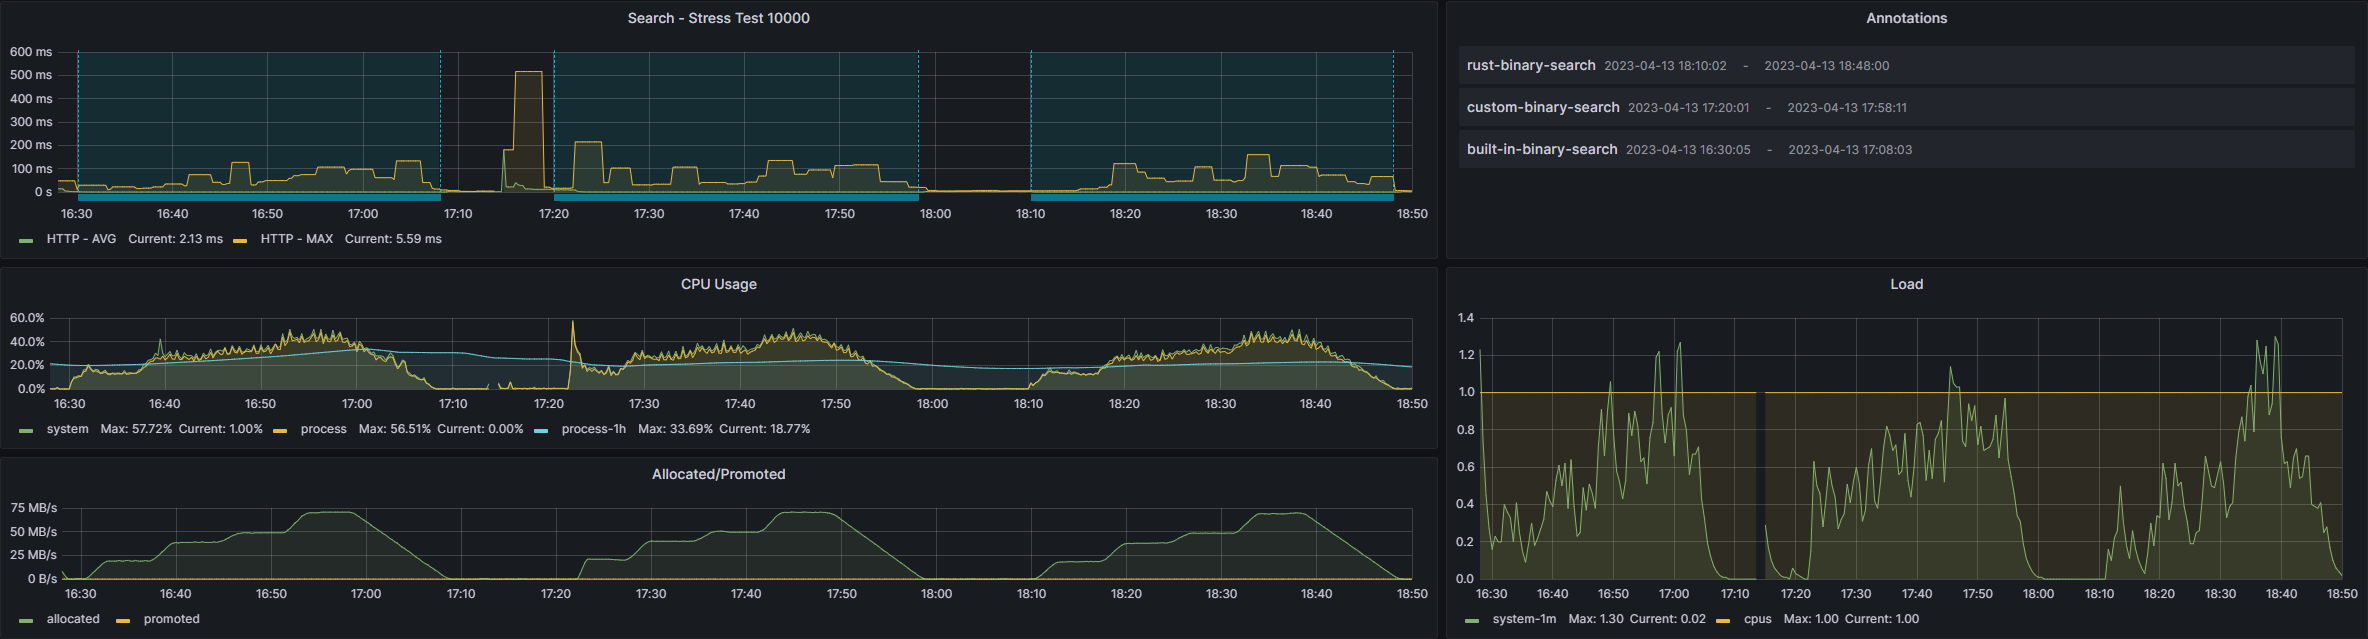 Search - Stress Test 10000
600 ms
500 ms
400 ms
300 ms
200 ms
100 ms
0 s
16:30 16:40 16:50 17:00 17:10 17:20 17:30 17:40 17:50 18:00 18:10 18:20 18:30 18:40 18:50
HTTP - AVG Current: 2.13 ms HTTP - MAX Current: 5.59 ms
Annotations
rust-binary-search 2023-04-13 18:10:02 - 2023-04-13 18:48:00
custom-binary-search 2023-04-13 17:20:01 - 2023-04-13 17:58:11
built-in-binary-search 2023-04-13 16:30:05 - 2023-04-13 17:08:03
CPU Usage
60.0%
40.0%
20.0%
0.0%
16:30 16:40 16:50 17:00 17:10 17:20 17:30 17:40 17:50 18:00 18:10 18:20 18:30 18:40 18:50
system Max: 57.72% Current: 1.00% process Max: 56.51% Current: 0.00% process-1h Max: 33.69% Current: 18.77%
Allocated/Promoted
75 MB/s
50 MB/s
25 MB/s
0 B/s
16:30 16:40 16:50 17:00 17:10 17:20 17:30 17:40 17:50 18:00 18:10 18:20 18:30 18:40 18:50
allocated promoted
Load
1.4
1.2
1.0
0.8
0.6
0.4
0.2
0.0
16:30 16:40 16:50 17:00 17:10 17:20 17:30 17:40 17:50 18:00 18:10 18:20 18:30 18:40 18:50
system-1m Max: 1.30 Current: 0.02 cpus Max: 1.00 Current: 1.00